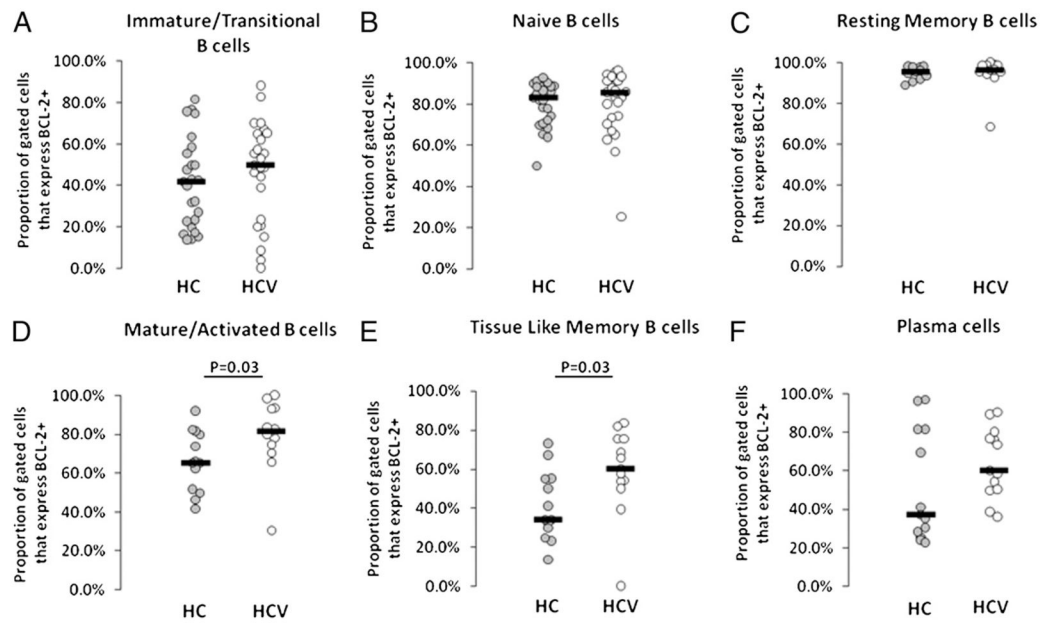 A
Immature/Transitional
B cells
Proportion of gated cells
that express BCL-2+
100.0%
80.0%
60.0%
40.0%
20.0%
0.0%
HC
HCV
B
Naive B cells
Proportion of gated cells
that express BCL-2+
100.0%
80.0%
60.0%
40.0%
20.0%
0.0%
HC
HCV
C
Resting Memory B cells
Proportion of gated cells
that express BCL-2+
100.0%
80.0%
60.0%
40.0%
20.0%
0.0%
HC
HCV
D
Mature/Activated B cells
P=0.03
Proportion of gated cells
that express BCL-2+
100.0%
80.0%
60.0%
40.0%
20.0%
0.0%
HC
HCV
E
Tissue Like Memory B cells
P=0.03
Proportion of gated cells
that express BCL-2+
100.0%
80.0%
60.0%
40.0%
20.0%
0.0%
HC
HCV
F
Plasma cells
Proportion of gated cells
that express BCL-2+
100.0%
80.0%
60.0%
40.0%
20.0%
0.0%
HC
HCV